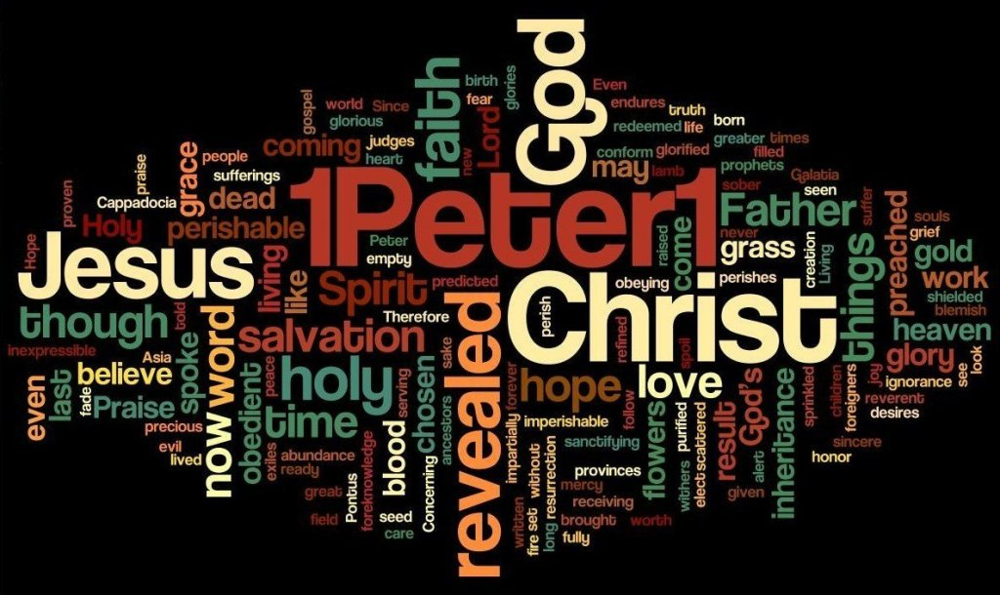 God
Even
birth
glories
faith
fear
endures
truth
gospel
world
Since
glorious
Lord
redeemed
life
born
coming
judges
heart
new
greater
times
conform
glorified
filled
may
lamb
prophets
praise
grace
people
sufferings
1Peter1
sober
Galatia
seen
proven
Cappadocia
dead
Father
suffer
Holy
perishable
Peter
empty
raised
come
never
grass
creation
Living
things
preached
souls
grief
gold
Hope
Jesus
living
like
Spirit
predicted
Christ
obeying
perishes
work
shielded
blemish
though
told
now
word
Therefore
perish
refined
spoil
heaven
inexpressible
spoke
salvation
sake
revealed
glory
look
Asia
believe
peace
holy
serving
chosen
hope
love
God's
inheritance
sprinkled
children
foreigners
joy
ignorance
see
even
last
fade
Praise
obedient
time
ancestors
forever
follow
flowers
purified
scattered
result
reverent
desires
precious
evil
lived
exiles
abundance
ready
blood
impartially
imperishable
sanctifying
sincere
honor
great
Pontus
foreknowledge
Concerning
without
resurrection
provinces
mercy
receiving
withers
elect
alert
given
field
seed
care
written
fire
set
long
brought
worth
fully